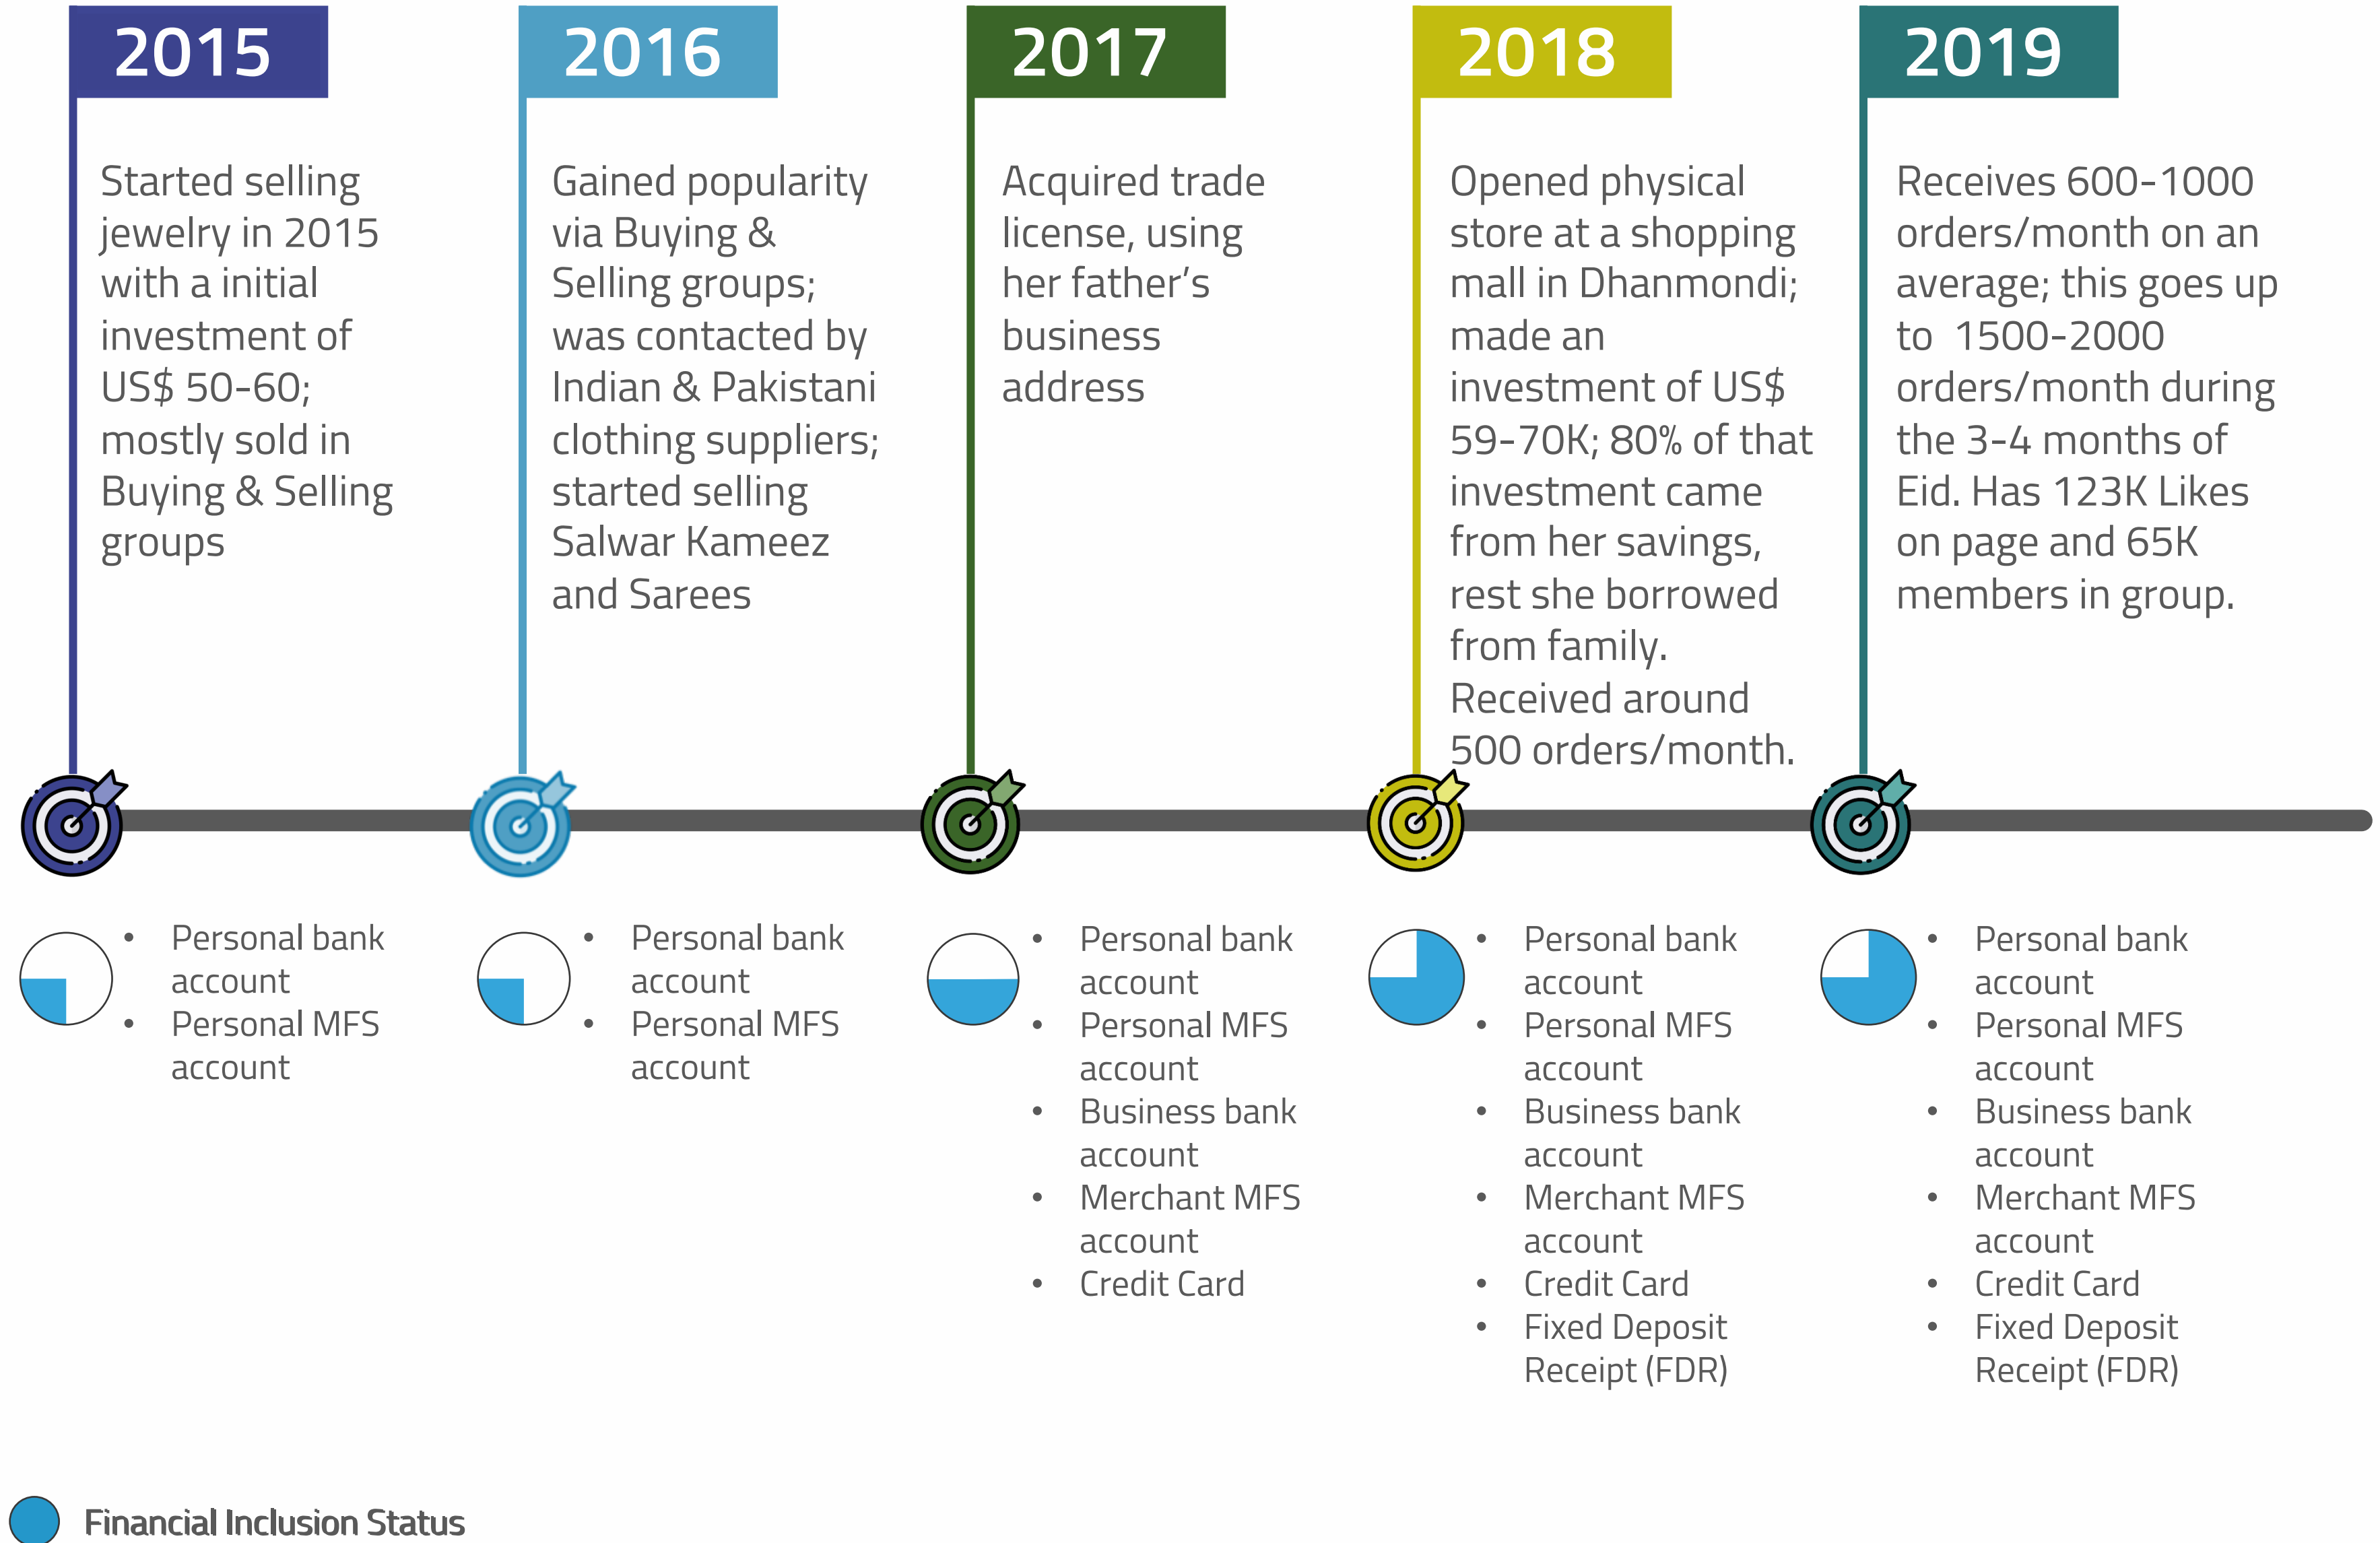 2015
Started selling
jewelry in 2015
with a initial
investment of
US$ 50-60;
mostly sold in
Buying & Selling
groups
2016
Gained popularity
via Buying &
Selling groups;
was contacted by
Indian & Pakistani
clothing suppliers;
started selling
Salwar Kameez
and Sarees
2017
Acquired trade
license, using
her father’s
business
address
2018
Opened physical
store at a shopping
mall in Dhanmondi;
made an
investment of US$
59-70K; 80% of that
investment came
from her savings,
rest she borrowed
from family.
Received around
500 orders/month.
2019
Receives 600-1000
orders/month on an
average; this goes up
to 1500-2000
orders/month during
the 3-4 months of
Eid. Has 123K Likes
on page and 65K
members in group.
• Personal bank
account
• Personal MFS
account
• Personal bank
account
• Personal MFS
account
• Personal bank
account
• Personal MFS
account
• Business bank
account
• Merchant MFS
account
• Credit Card
• Personal bank
account
• Personal MFS
account
• Business bank
account
• Merchant MFS
account
• Credit Card
• Fixed Deposit
Receipt (FDR)
• Personal bank
account
• Personal MFS
account
• Business bank
account
• Merchant MFS
account
• Credit Card
• Fixed Deposit
Receipt (FDR)
Financial Inclusion Status